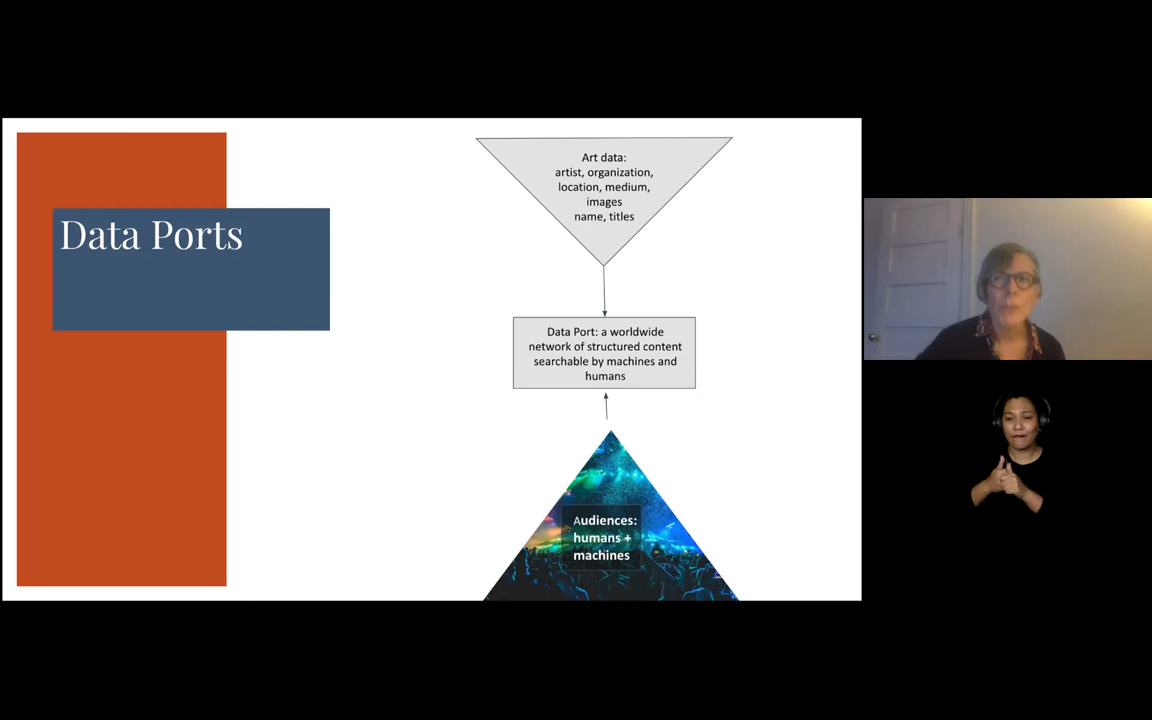 Data Ports
Art data:
artist, organization,
location, medium,
images
name, titles
Data Port: a worldwide
network of structured content
searchable by machines and
humans
Audiences:
humans +
machines